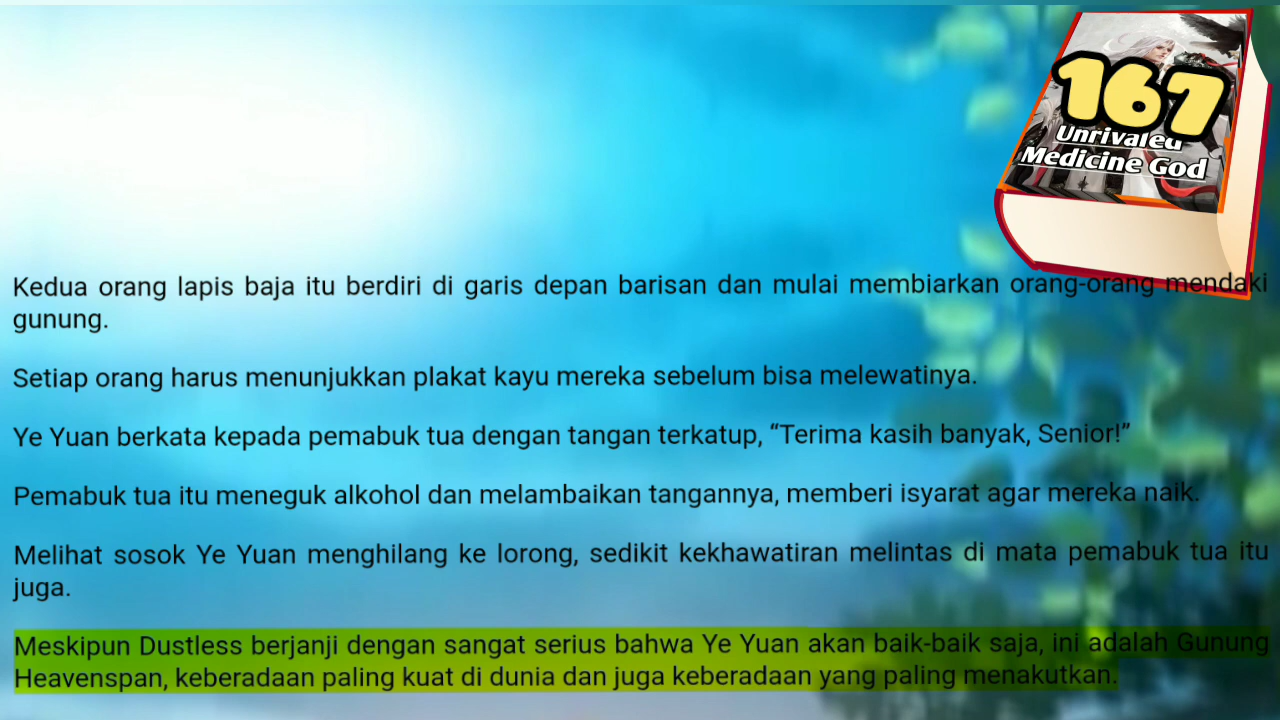 167
Unrivaled
Medicine God
Kedua orang lapis baja itu berdiri di garis depan barisan dan mulai membiarkan orang-orang mendaki
gunung.
Setiap orang harus menunjukkan plakat kayu mereka sebelum bisa melewatinya.
Ye Yuan berkata kepada pemabuk tua dengan tangan terkatup, “Terima kasih banyak, Senior!”
Pemabuk tua itu meneguk alkohol dan melambaikan tangannya, memberi isyarat agar mereka naik.
Melihat sosok Ye Yuan menghilang ke lorong, sedikit kekhawatiran melintas di mata pemabuk tua itu
juga.
Meskipun Dustless berjanji dengan sangat serius bahwa Ye Yuan akan baik-baik saja, ini adalah Gunung
Heavenspan, keberadaan paling kuat di dunia dan juga keberadaan yang paling menakutkan.